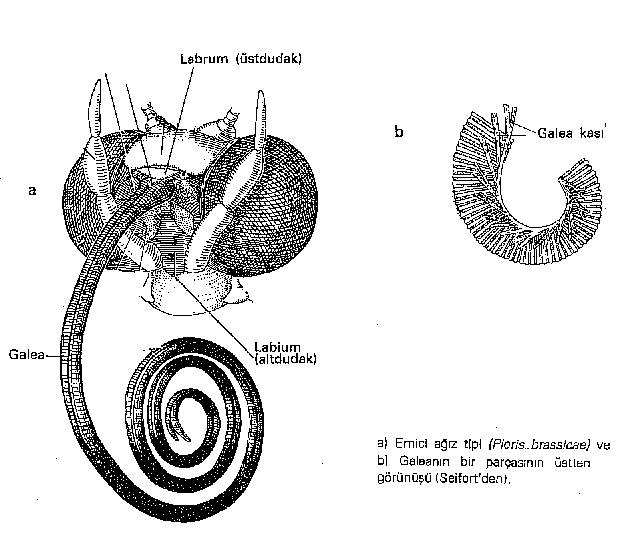 Labrum (üstdudak)
b
Galea kası
a
Galea
Labium
(altdudak)
a) Emici ağız tipi (Pieris brassicae) ve
b) Galeanın bir parçasının üstten
görünüşü (Seifert'den).